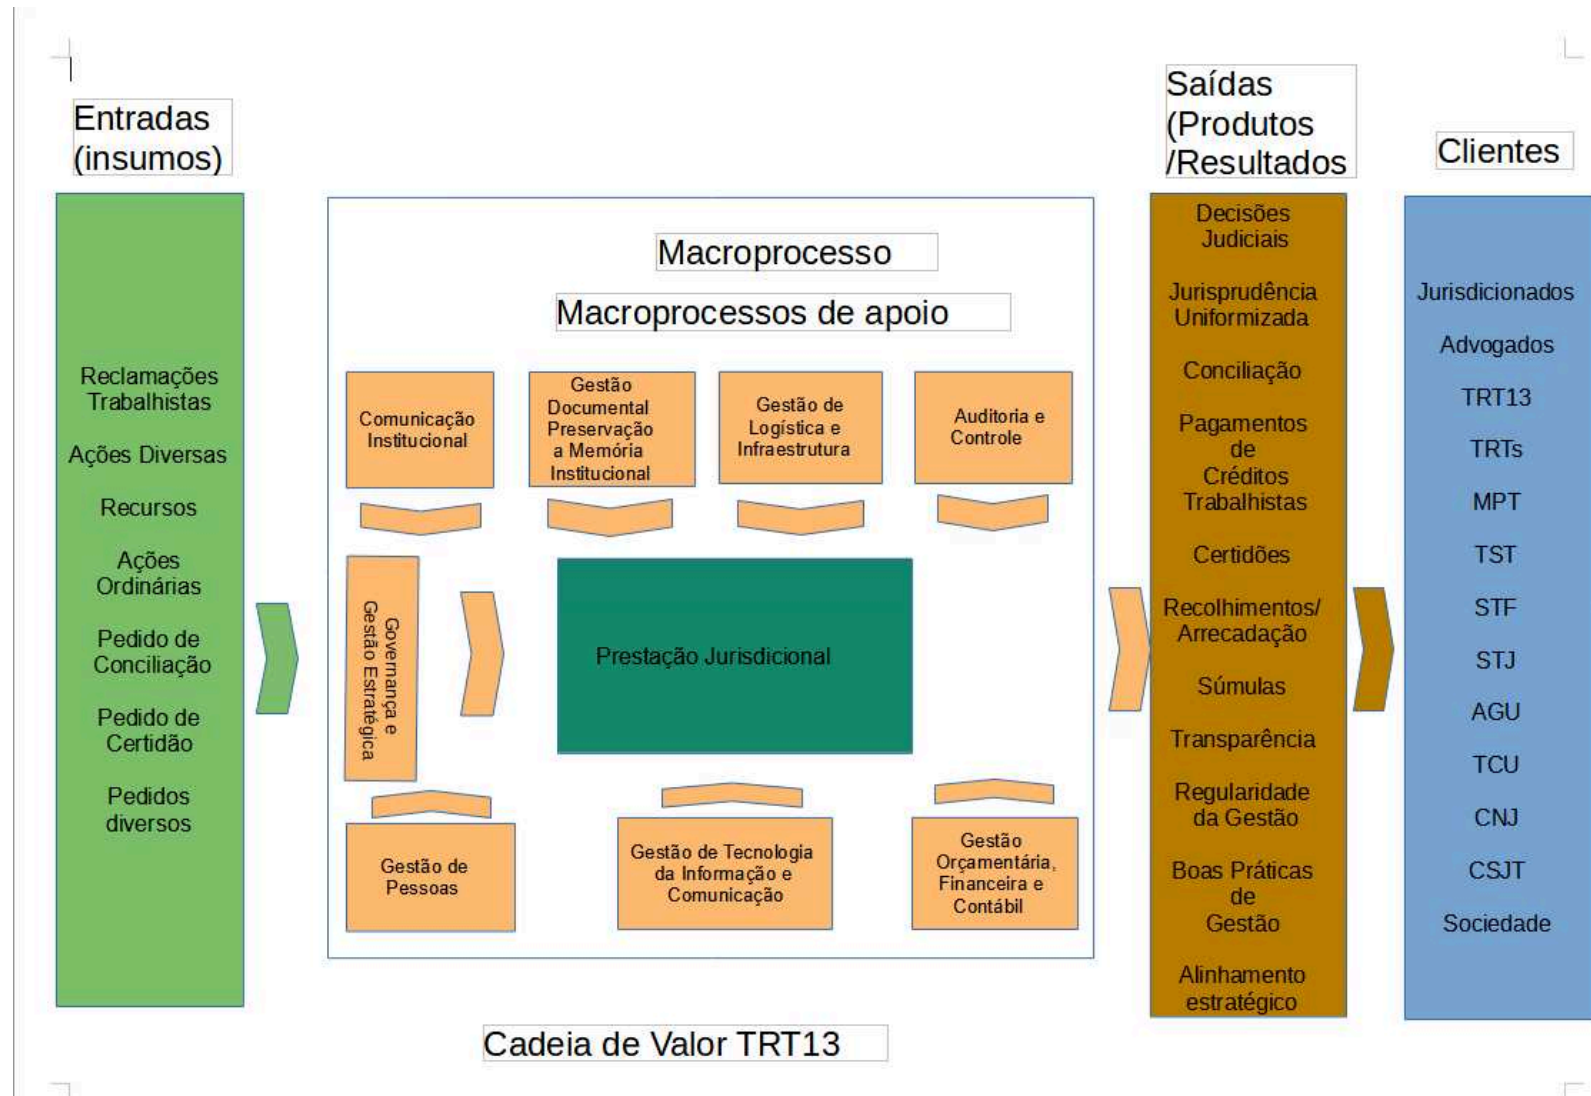 Entradas
(insumos)
Reclamações
Trabalhistas
Ações Diversas
Recursos
Ações
Ordinárias
Pedido de
Conciliação
Pedido de
Certidão
Pedidos
diversos
Macroprocesso
Macroprocessos de apoio
Comunicação
Institucional
Gestão
Documental
Preservação
a Memória
Institucional
Gestão de
Logística e
Infraestrutura
Auditoria e
Controle
Governança e
Gestão Estratégica
Prestação Jurisdicional
Gestão de
Pessoas
Gestão de Tecnologia
da Informação e
Comunicação
Gestão
Orçamentária,
Financeira e
Contábil
Saídas
(Produtos
/Resultados
Decisões
Judiciais
Jurisprudência
Uniformizada
Conciliação
Pagamentos
de
Créditos
Trabalhistas
Certidões
Recolhimentos/
Arrecadação
Súmulas
Transparência
Regularidade
da Gestão
Boas Práticas
de
Gestão
Alinhamento
estratégico
Clientes
Jurisdicionados
Advogados
TRT13
TRTs
MPT
TST
STF
STJ
AGU
TCU
CNJ
CSJT
Sociedade
Cadeia de Valor TRT13